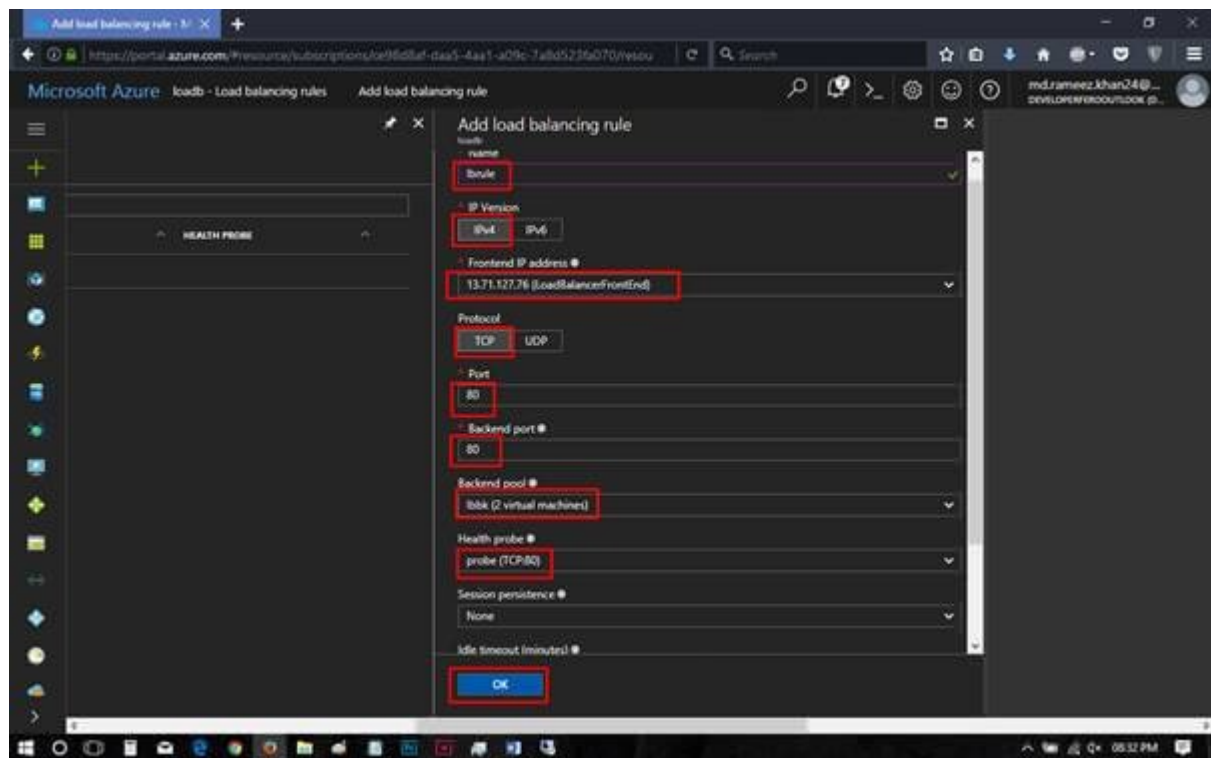 Add load balancing rule - M
https://portal.azure.com/#resource/subscriptions/
Search
Microsoft Azure loadb - Load balancing rules Add load balancing rule
md.rameez.khan24@...
Add load balancing rule
loadb
* name
lbrule
* IP Version
IPv4 IPv6
HEALTH PROBE
* Frontend IP address
13.71.127.76 (LoadBalancerFrontEnd)
Protocol
TCP UDP
* Port
80
* Backend port
80
Backend pool
lbbk (2 virtual machines)
Health probe
probe (TCP:80)
Session persistence
None
Idle timeout (minutes)
OK
08:32 PM